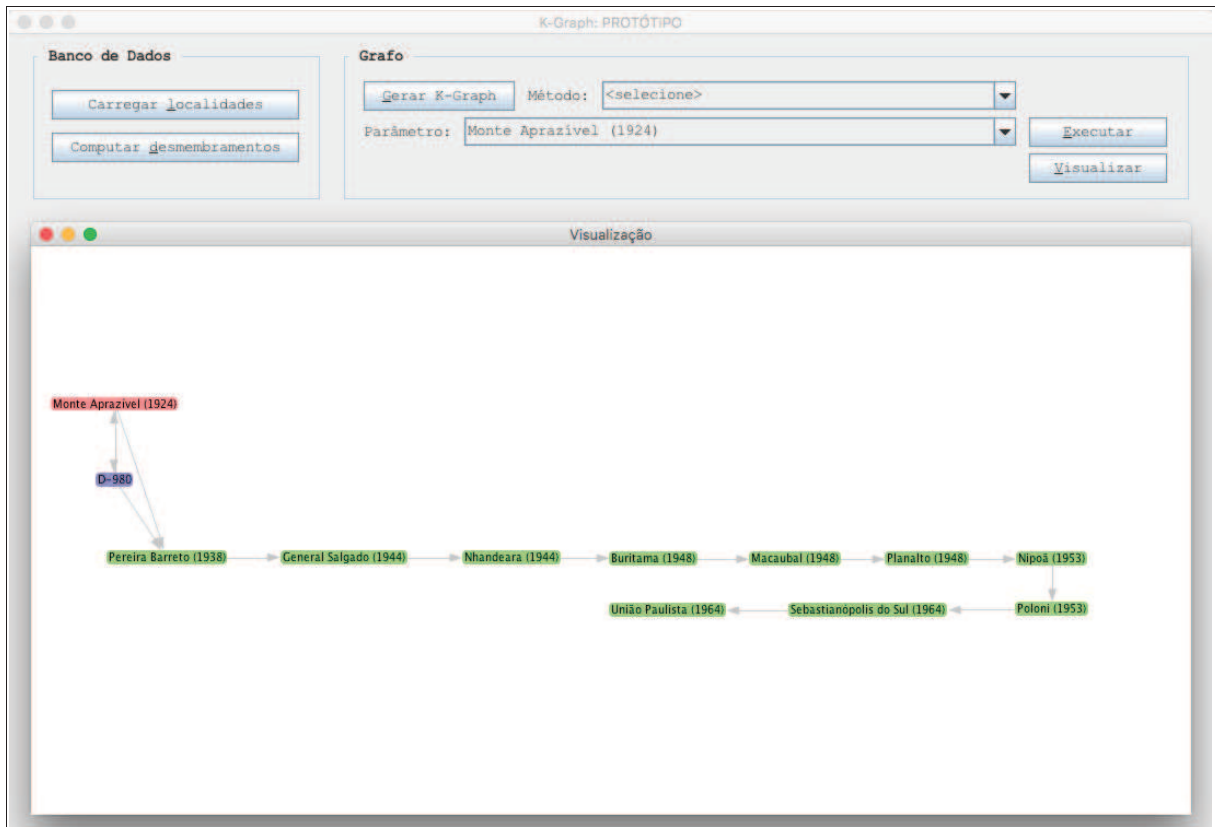 K-Graph: PROTÓTIPO
Banco de Dados
Carregar localidades
Computar desmembramentos
Grafo
Gerar K-Graph Método: <selecione>
Parâmetro: Monte Aprazível (1924)
Executar
Visualizar
Visualização
Monte Aprazível (1924)
D-980
Pereira Barreto (1938) General Salgado (1944) Nhandeara (1944) Buritama (1948) Macaubal (1948) Planalto (1948) Nipoã (1953)
União Paulista (1964) Sebastianópolis do Sul (1964) Poloni (1953)